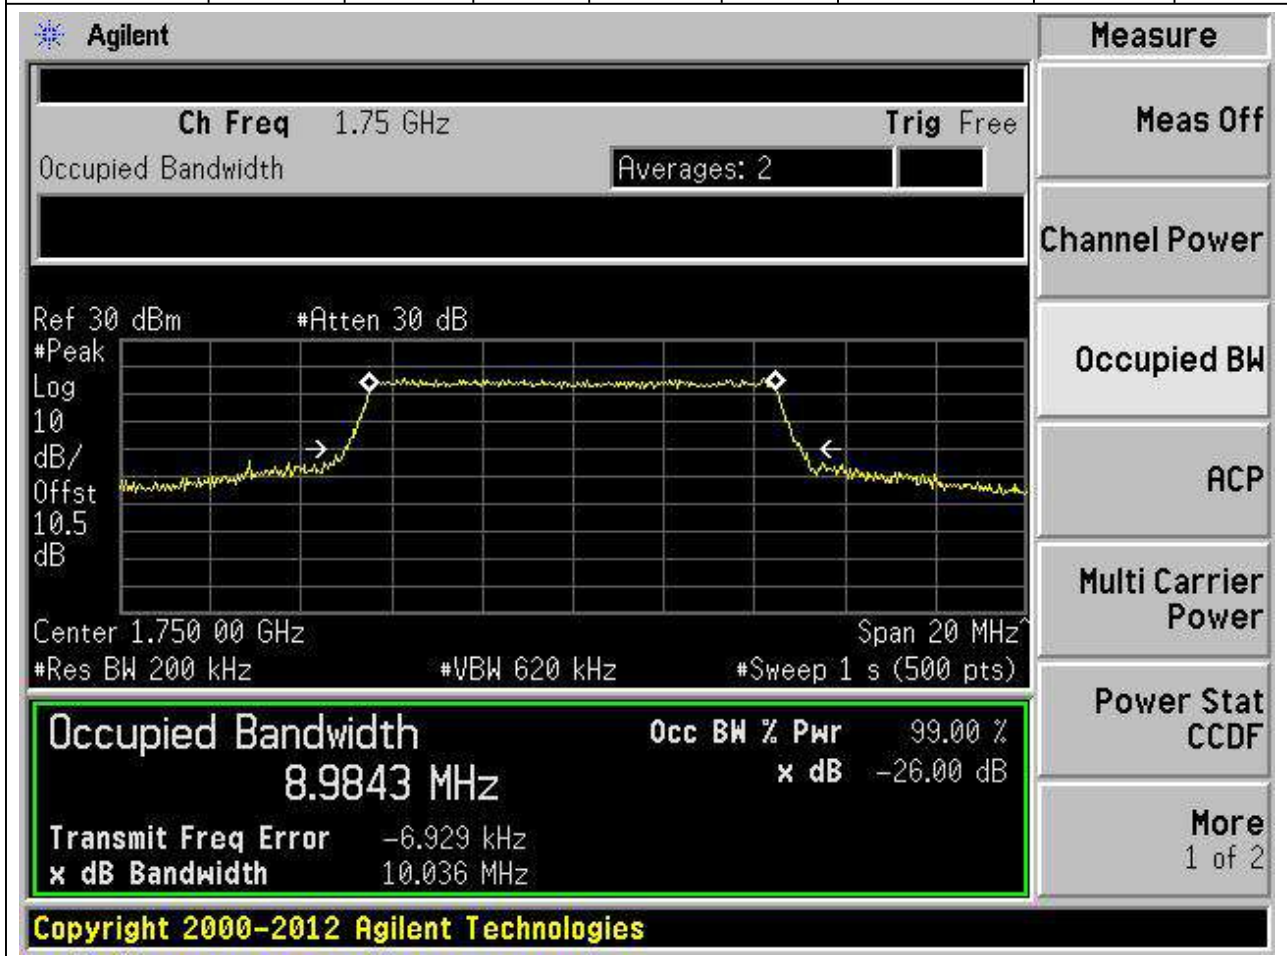 Agilent
Measure
Ch Freq 1.75 GHz Trig Free
Occupied Bandwidth Averages: 2
Meas Off
Channel Power
Occupied BW
ACP
Multi Carrier
Power
Power Stat
CCDF
More
1 of 2
Ref 30 dBm #Atten 30 dB
#Peak
Log
10
dB/
Offst
10.5
dB
Center 1.750 00 GHz Span 20 MHz^
#Res BW 200 kHz #VBW 620 kHz #Sweep 1 s (500 pts)
Occupied Bandwidth Occ BW % Pwr 99.00 %
8.9843 MHz x dB -26.00 dB
Transmit Freq Error -6.929 kHz
x dB Bandwidth 10.036 MHz
Copyright 2000-2012 Agilent Technologies